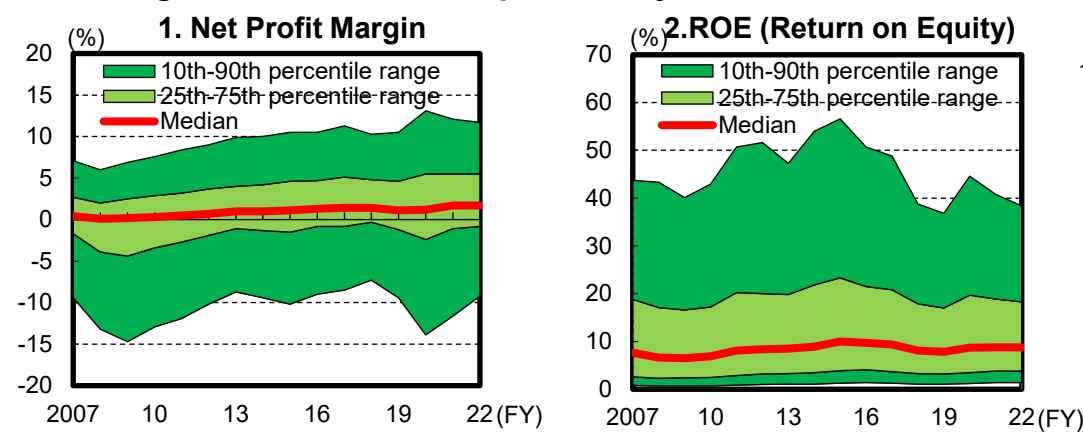 1. Net Profit Margin
(%)
20
15
10
5
0
-5
-10
-15
-20
10th-90th percentile range
25th-75th percentile range
Median
2007 10 13 16 19 22 (FY)
2.ROE (Return on Equity)
(%)
70
60
50
40
30
20
10
0
10th-90th percentile range
25th-75th percentile range
Median
2007 10 13 16 19 22 (FY)